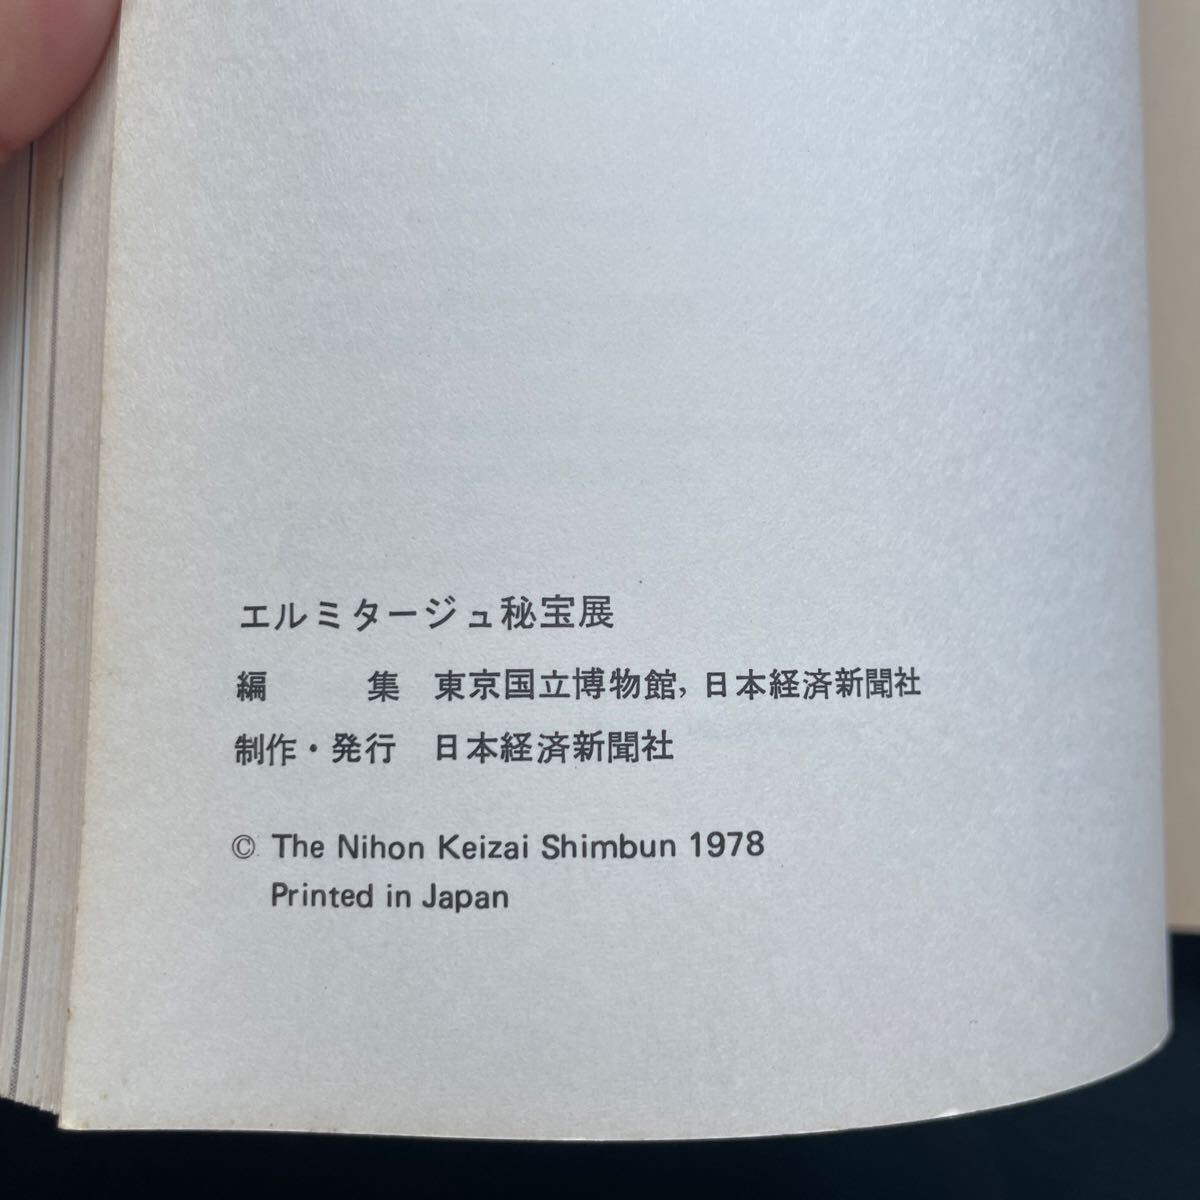 エルミタージュ秘宝展
編　　集　東京国立博物館，日本経済新聞社
制作・発行　日本経済新聞社
© The Nihon Keizai Shimbun 1978
Printed in Japan